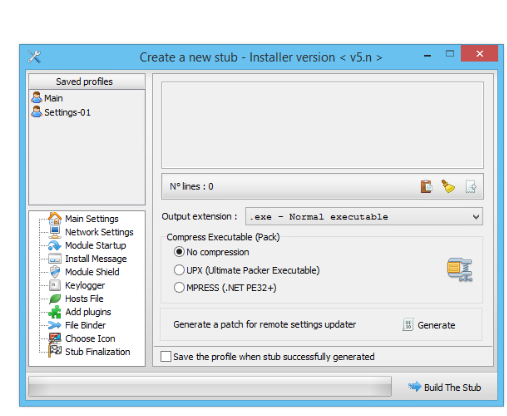 Create a new stub - Installer version < v5.n >
Saved profiles
Main
Settings-01
Nº lines : 0
Main Settings
Network Settings
Module Startup
Install Message
Module Shield
Keylogger
Hosts File
Add plugins
File Binder
Choose Icon
Stub Finalization
Output extension :
.exe - Normal executable
Compress Executable (Pack)
No compression
UPX (Ultimate Packer Executable)
MPRESS (.NET PE32+)
Generate a patch for remote settings updater
Generate
Save the profile when stub successfully generated
Build The Stub